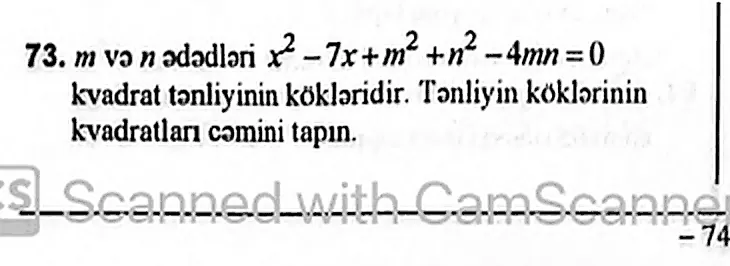 73. m və n ədədləri x² – 7x + m² + n² – 4mn = 0
kvadrat tənliyinin kökləridir. Tənliyin köklərinin
kvadratları cəmini tapın.
CS Scanned with CamScanner
– 74